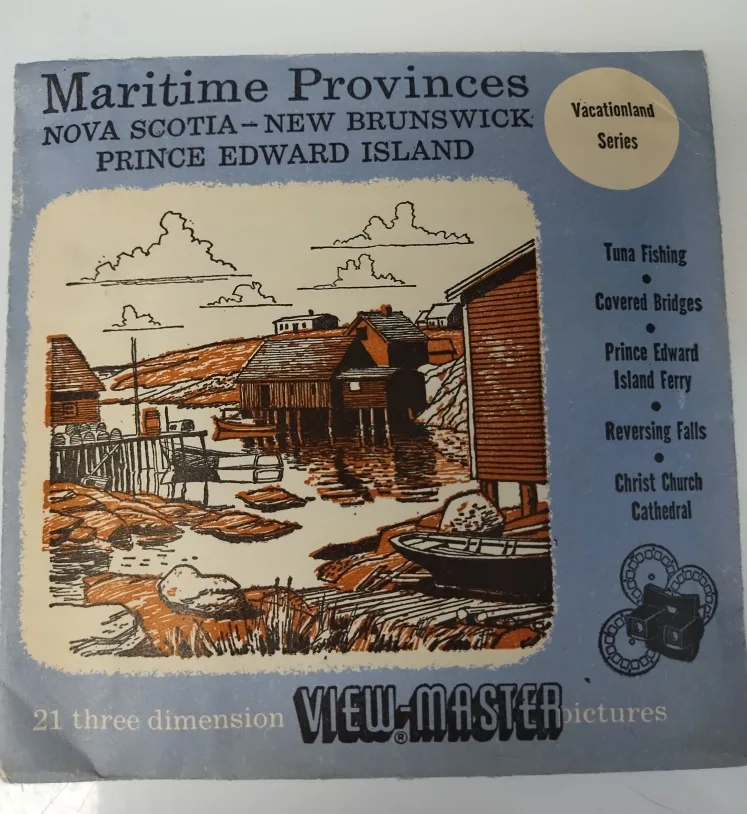 Maritime Provinces
NOVA SCOTIA – NEW BRUNSWICK
PRINCE EDWARD ISLAND
Vacationland
Series
Tuna Fishing
•
Covered Bridges
•
Prince Edward
Island Ferry
•
Reversing Falls
•
Christ Church
Cathedral
21 three dimension VIEW-MASTER® pictures